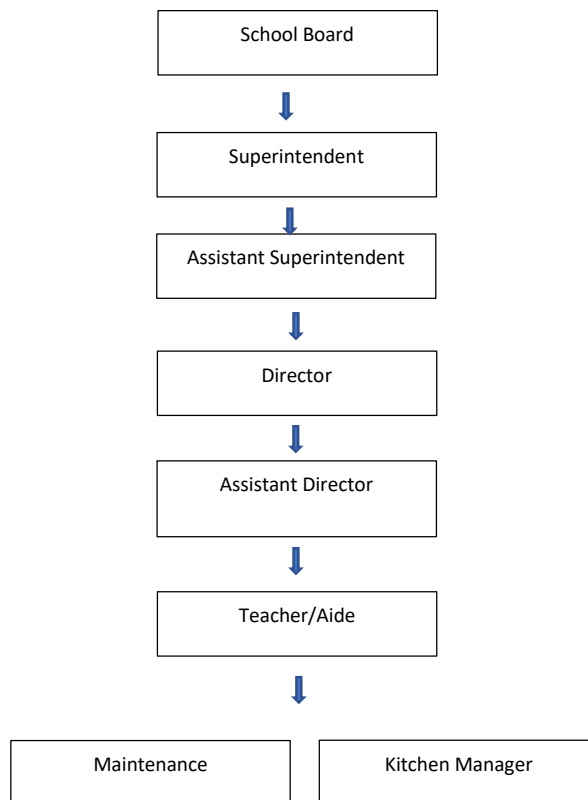 School Board
Superintendent
Assistant Superintendent
Director
Assistant Director
Teacher/Aide
Maintenance
Kitchen Manager